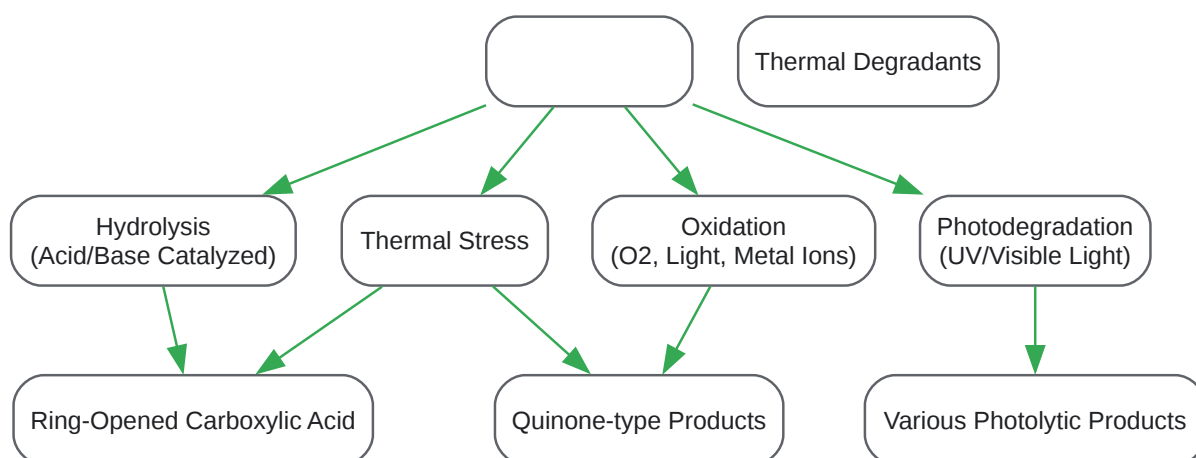 Thermal Degradants
Hydrolysis
(Acid/Base Catalyzed)
Thermal Stress
Oxidation
(O2, Light, Metal Ions)
Photodegradation
(UV/Visible Light)
Ring-Opened Carboxylic Acid
Quinone-type Products
Various Photolytic Products